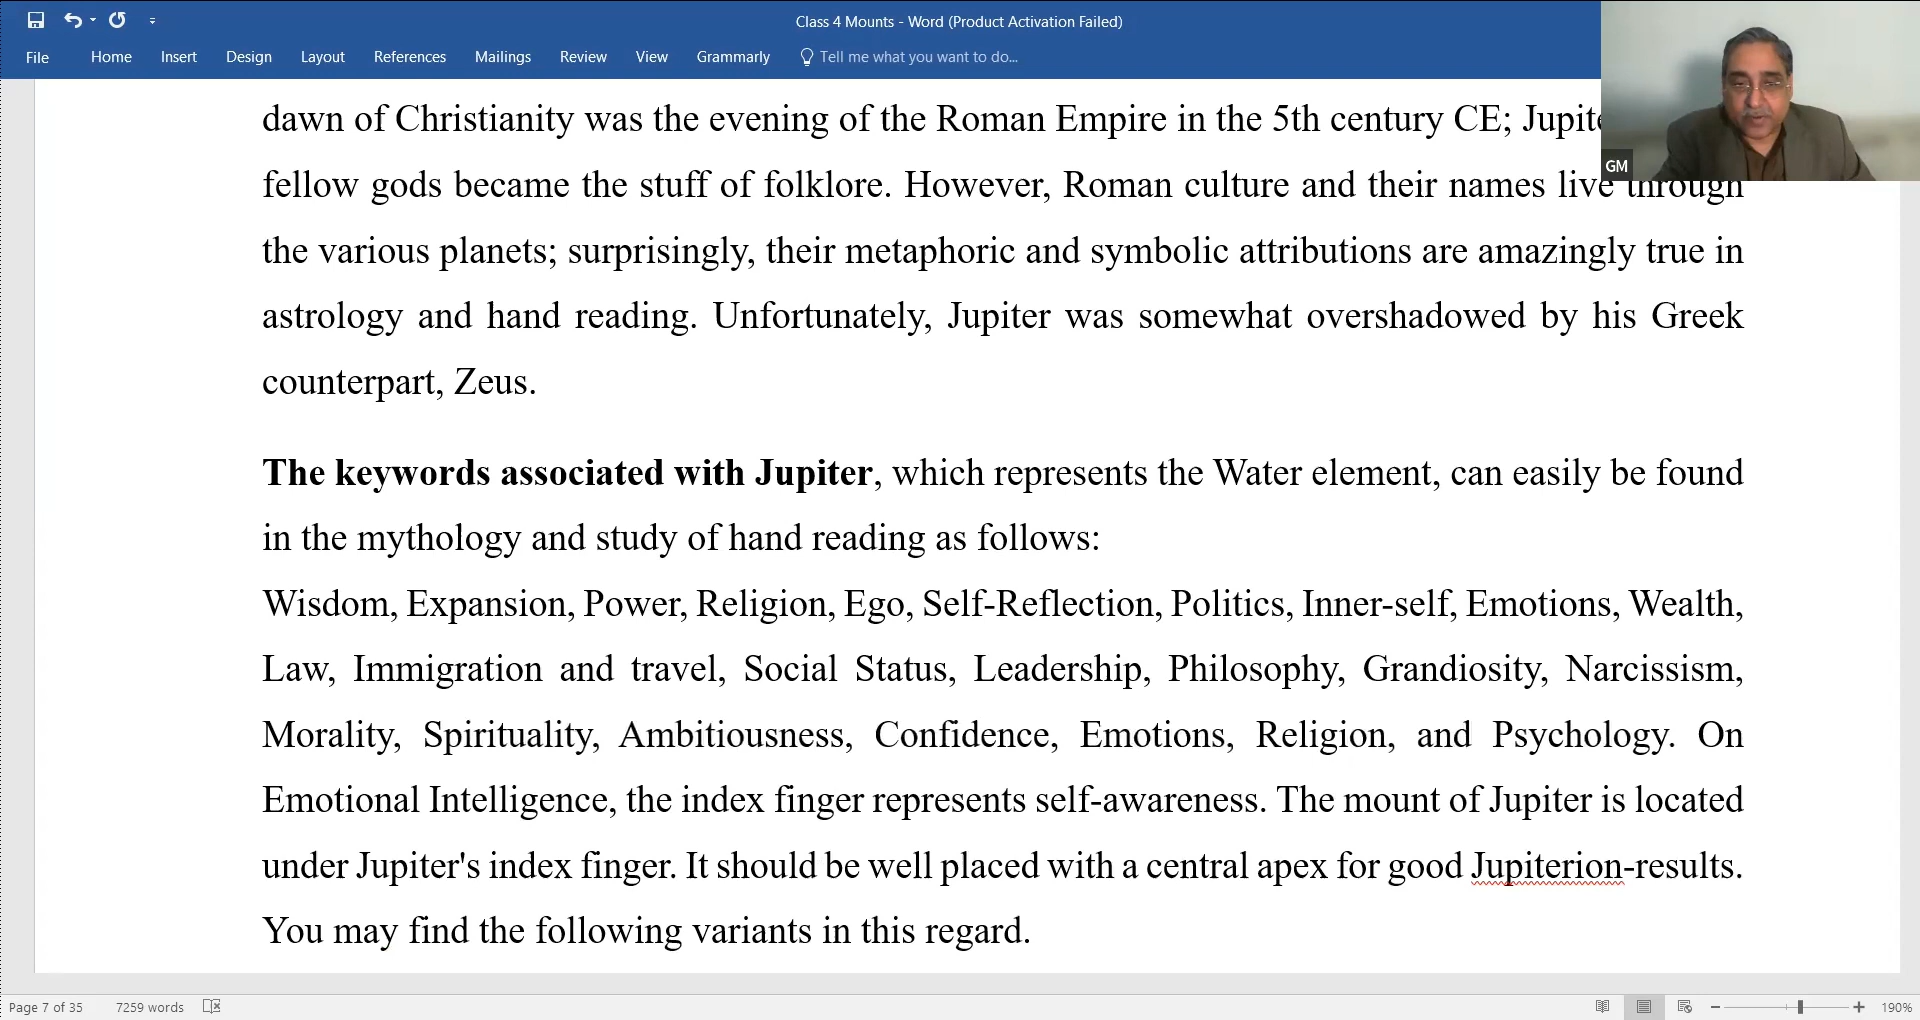 Class 4 Mounts - Word (Product Activation Failed)
File Home Insert Design Layout References Mailings Review View Grammarly Tell me what you want to do...
GM
dawn of Christianity was the evening of the Roman Empire in the 5th century CE;
fellow gods became the stuff of folklore. However, Roman culture and their names live through
the various planets; surprisingly, their metaphoric and symbolic attributions are amazingly true in
astrology and hand reading. Unfortunately, Jupiter was somewhat overshadowed by his Greek
counterpart, Zeus.
The keywords associated with Jupiter, which represents the Water element, can easily be found
in the mythology and study of hand reading as follows:
Wisdom, Expansion, Power, Religion, Ego, Self-Reflection, Politics, Inner-self, Emotions, Wealth,
Law, Immigration and travel, Social Status, Leadership, Philosophy, Grandiosity, Narcissism,
Morality, Spirituality, Ambitiousness, Confidence, Emotions, Religion, and Psychology. On
Emotional Intelligence, the index finger represents self-awareness. The mount of Jupiter is located
under Jupiter's index finger. It should be well placed with a central apex for good Jupiterion-results.
You may find the following variants in this regard.
Page 7 of 35 7259 words 190%